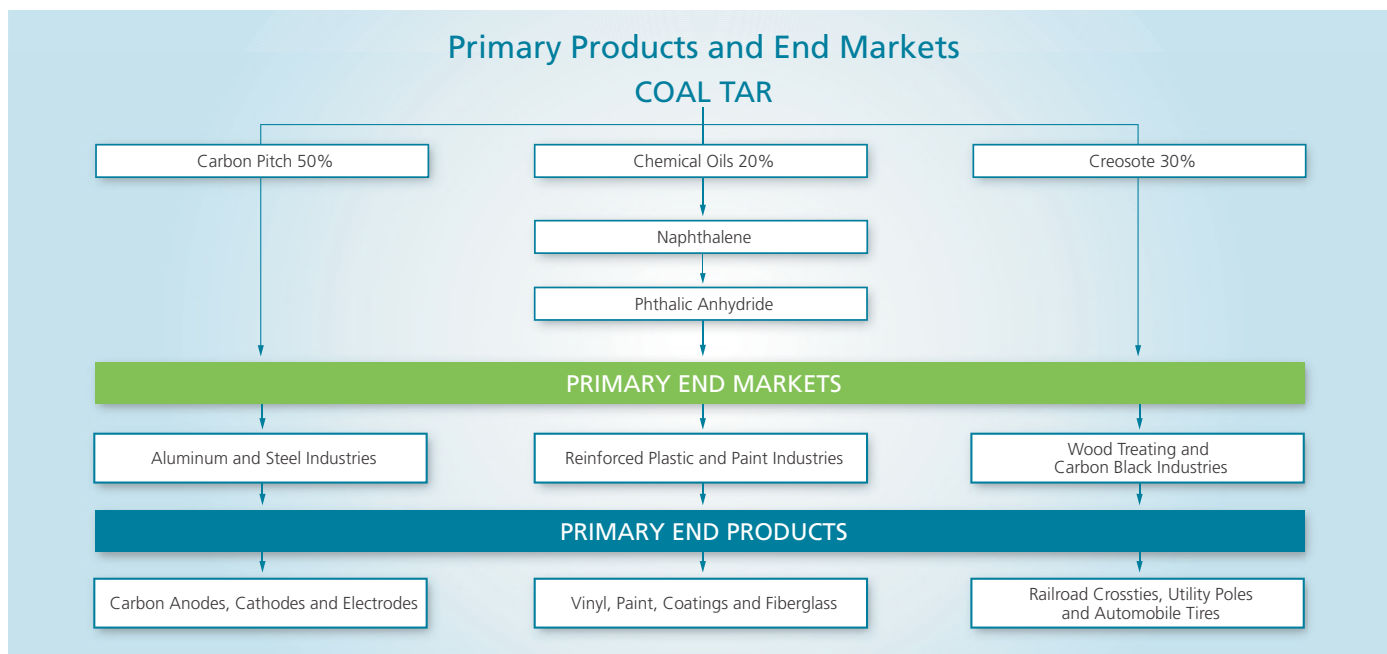 Primary Products and End Markets
COAL TAR
Carbon Pitch 50%
Chemical Oils 20%
Creosote 30%
Naphthalene
Phthalic Anhydride
PRIMARY END MARKETS
Aluminum and Steel Industries
Reinforced Plastic and Paint Industries
Wood Treating and
Carbon Black Industries
PRIMARY END PRODUCTS
Carbon Anodes, Cathodes and Electrodes
Vinyl, Paint, Coatings and Fiberglass
Railroad Crossties, Utility Poles
and Automobile Tires